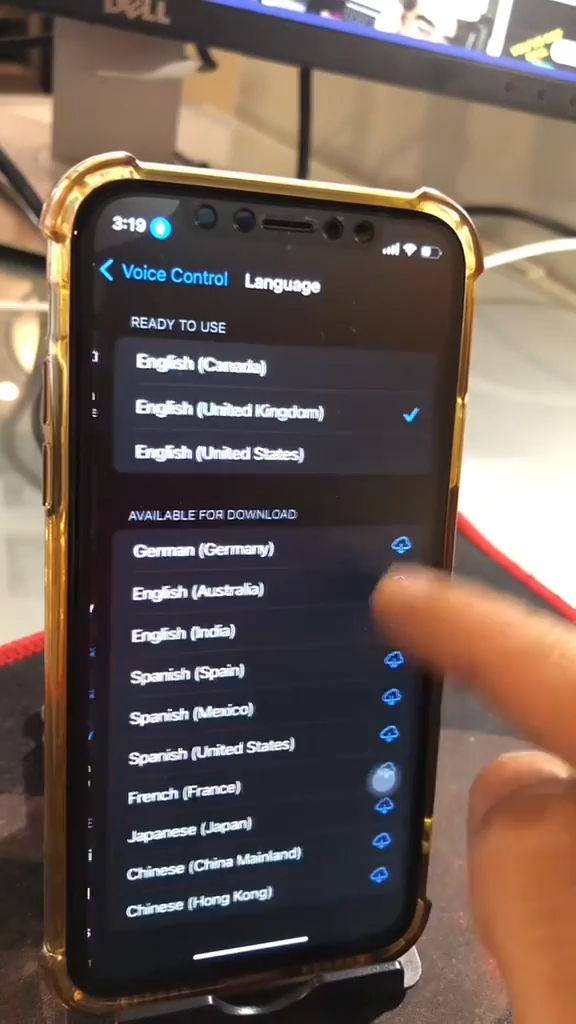 DELL
3:19
Voice Control
Language
READY TO USE
English (Canada)
English (United Kingdom)
English (United States)
AVAILABLE FOR DOWNLOAD
German (Germany)
English (Australia)
English (India)
Spanish (Spain)
Spanish (Mexico)
Spanish (United States)
French (France)
Japanese (Japan)
Chinese (China Mainland)
Chinese (Hong Kong)